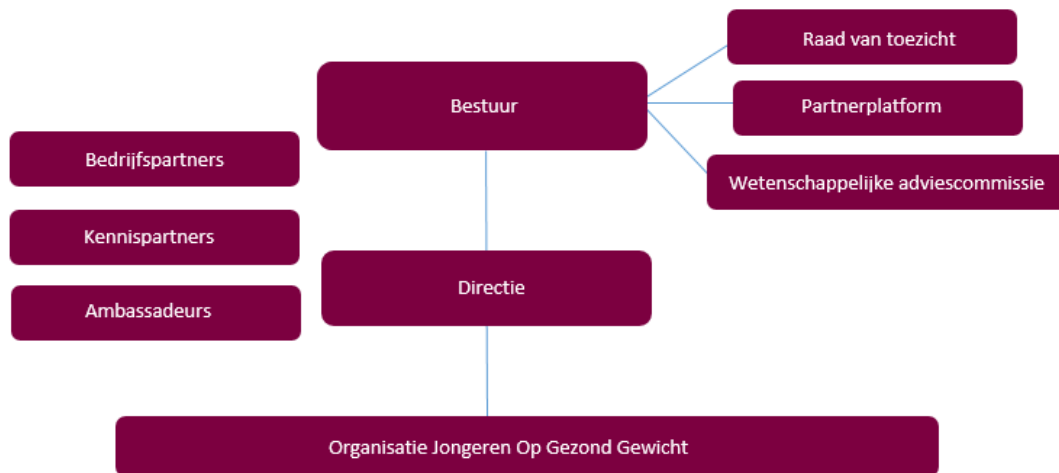 Raad van toezicht
Bestuur
Partnerplatform
Bedrijfspartners
Wetenschappelijke adviescommissie
Kennispartners
Directie
Ambassadeurs
Organisatie Jongeren Op Gezond Gewicht